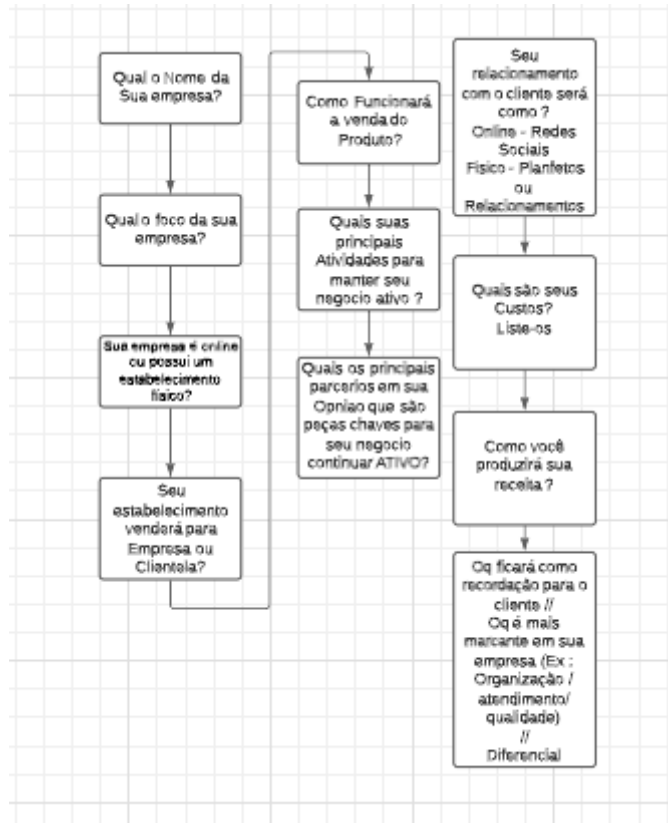 Qual o Nome da
Sua empresa?
Qual o foco da sua
empresa?
Sua empresa é online
ou possui um
estabelecimento
físico?
Seu
estabelecimento
venderá para
Empresa ou
Clientela?
Como Funcionará
a venda do
Produto?
Quais suas
principais
Atividades para
manter seu
negocio ativo ?
Quais os principais
parcerios em sua
Opniao que são
peças chaves para
seu negocio
continuar ATIVO?
Seu
relacionamento
com o cliente será
como ?
Online - Redes
Sociais
Fisico - Planfetos
ou
Relacionamentos
Quais são seus
Custos?
Liste-os
Como você
produzirá sua
receita ?
Oq ficará como
recordação para o
cliente //
Oq é mais
marcante em sua
empresa (Ex :
Organização /
atendimento/
qualidade)
//
Diferencial